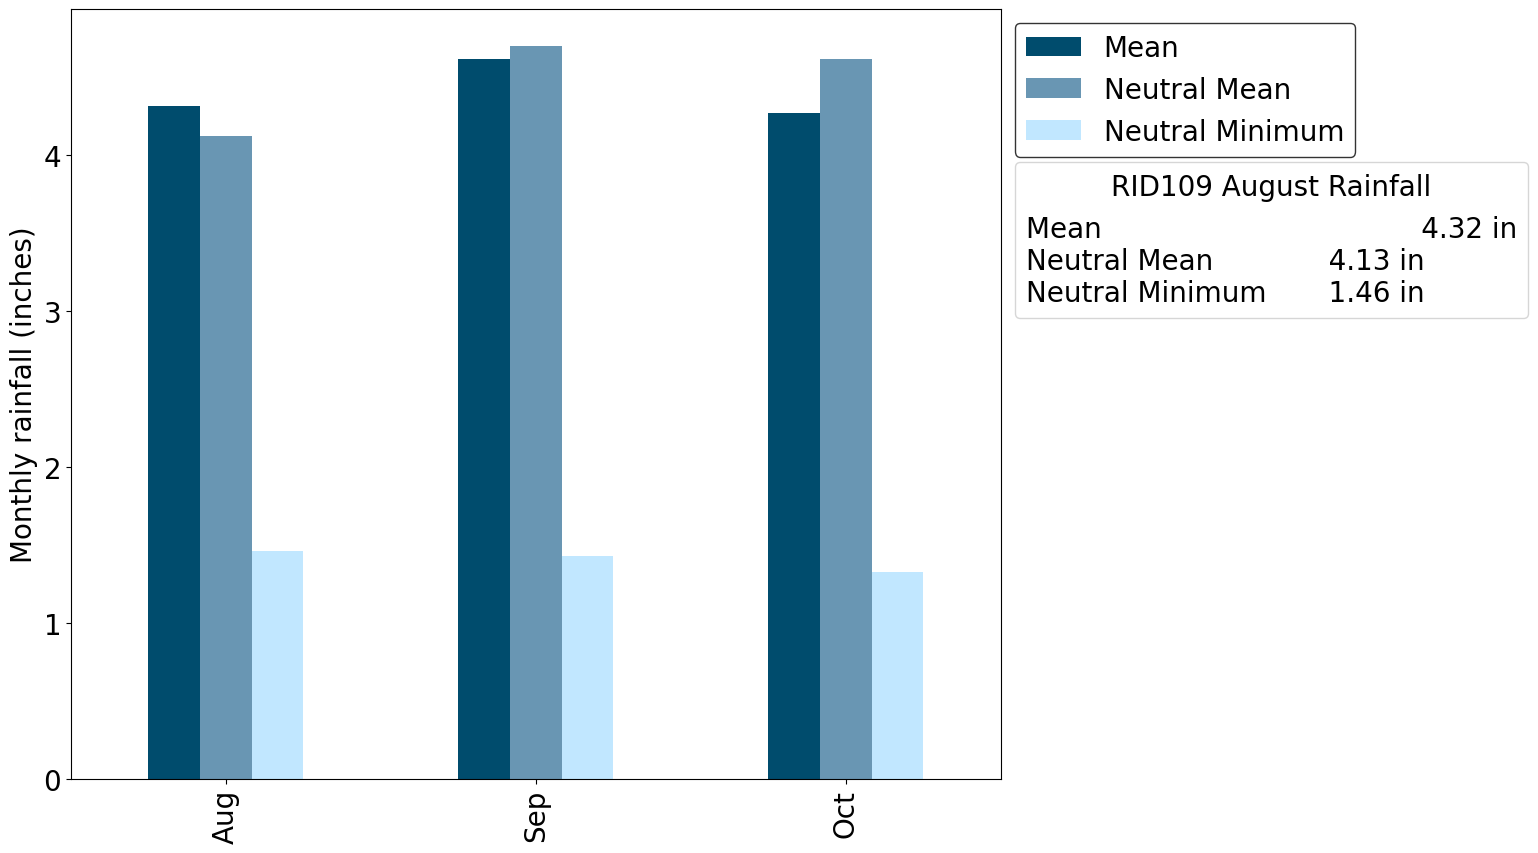 Mean
Neutral Mean
Neutral Minimum
RID109 August Rainfall
Mean 4.32 in
Neutral Mean 4.13 in
Neutral Minimum 1.46 in
Monthly rainfall (inches)
4
3
2
1
0
Aug
Sep
Oct